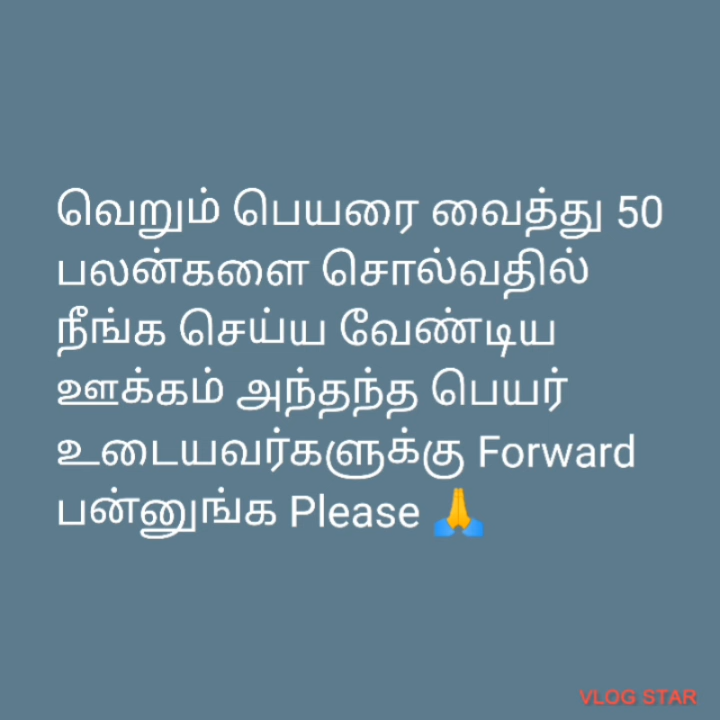 வெறும் பெயரை வைத்து 50
பலன்களை சொல்வதில்
நீங்க செய்ய வேண்டிய
ஊக்கம் அந்தந்த பெயர்
உடையவர்களுக்கு Forward
பன்னுங்க Please 🙏
VLOG STAR